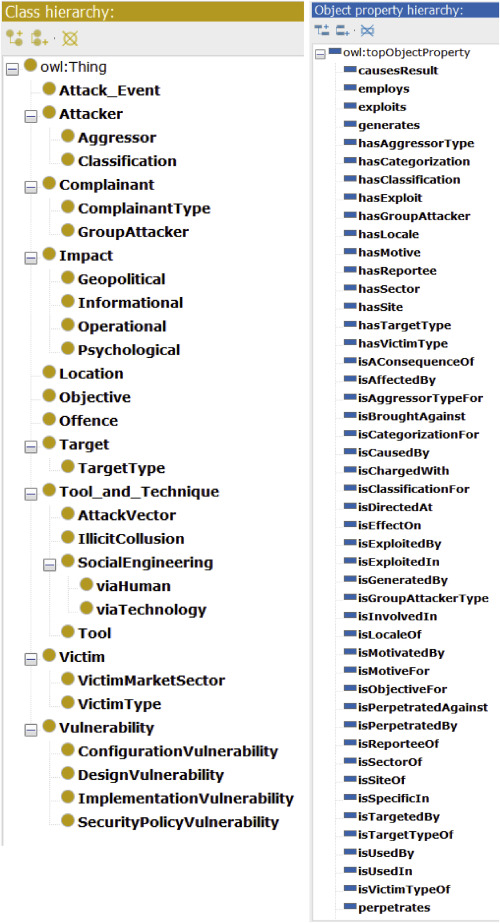 Class hierarchy:
owl:Thing
Attack_Event
Attacker
Aggressor
Classification
Complainant
ComplainantType
GroupAttacker
Impact
Geopolitical
Informational
Operational
Psychological
Location
Objective
Offence
Target
TargetType
Tool_and_Technique
AttackVector
IllicitCollusion
SocialEngineering
viaHuman
viaTechnology
Tool
Victim
VictimMarketSector
VictimType
Vulnerability
ConfigurationVulnerability
DesignVulnerability
ImplementationVulnerability
SecurityPolicyVulnerability
Object property hierarchy:
owl:topObjectProperty
causesResult
employs
exploits
generates
hasAggressorType
hasCategorization
hasClassification
hasExploit
hasGroupAttacker
hasLocale
hasMotive
hasReportee
hasSector
hasSite
hasTargetType
hasVictimType
isAConsequenceOf
isAffectedBy
isAggressorTypeFor
isBroughtAgainst
isCategorizationFor
isCausedBy
isChargedWith
isClassificationFor
isDirectedAt
isEffectOn
isExploitedBy
isExploitedIn
isGeneratedBy
isGroupAttackerType
isInvolvedIn
isLocaleOf
isMotivatedBy
isMotiveFor
isObjectiveFor
isPerpetratedAgainst
isPerpetratedBy
isReporteeOf
isSectorOf
isSiteOf
isSpecificIn
isTargetedBy
isTargetTypeOf
isUsedBy
isUsedIn
isVictimTypeOf
perpetrates